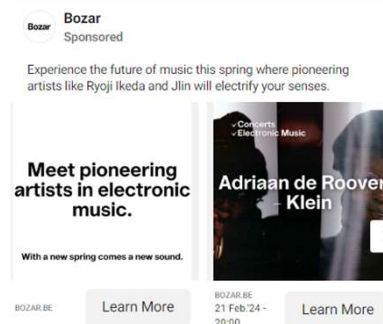 Bozar
Bozar
Sponsored
Experience the future of music this spring where pioneering
artists like Ryoji Ikeda and Jlin will electrify your senses.
Meet pioneering
artists in electronic
music.
With a new spring comes a new sound.
BOZAR.BE
Learn More
✓Concerts
✓Electronic Music
Adriaan de Roover
– Klein
BOZAR.BE
21 Feb.'24 -
20:00
Learn More